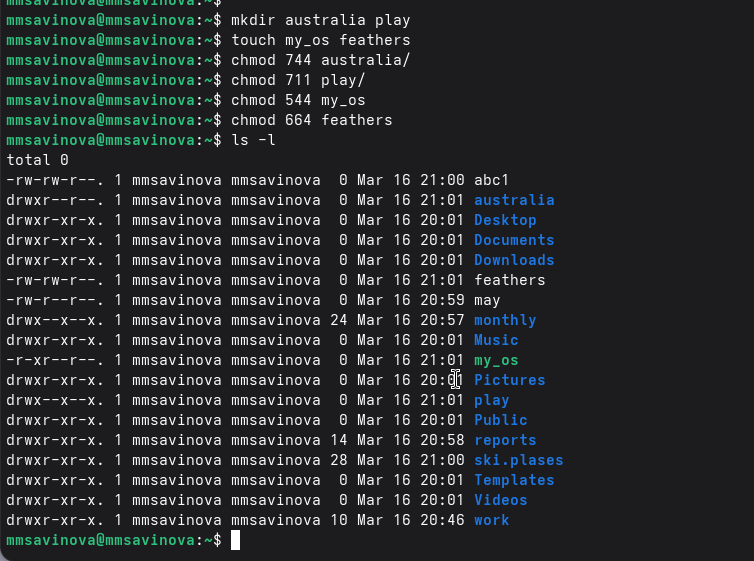 mmsavinova@mmsavinova:~$
mmsavinova@mmsavinova:~$ mkdir australia play
mmsavinova@mmsavinova:~$ touch my_os feathers
mmsavinova@mmsavinova:~$ chmod 744 australia/
mmsavinova@mmsavinova:~$ chmod 711 play/
mmsavinova@mmsavinova:~$ chmod 544 my_os
mmsavinova@mmsavinova:~$ chmod 664 feathers
mmsavinova@mmsavinova:~$ ls -l
total 0
-rw-rw-r--. 1 mmsavinova mmsavinova  0 Mar 16 21:00 abc1
drwxr--r--. 1 mmsavinova mmsavinova  0 Mar 16 21:01 australia
drwxr-xr-x. 1 mmsavinova mmsavinova  0 Mar 16 20:01 Desktop
drwxr-xr-x. 1 mmsavinova mmsavinova  0 Mar 16 20:01 Documents
drwxr-xr-x. 1 mmsavinova mmsavinova  0 Mar 16 20:01 Downloads
-rw-rw-r--. 1 mmsavinova mmsavinova  0 Mar 16 21:01 feathers
-rw-r--r--. 1 mmsavinova mmsavinova  0 Mar 16 20:59 may
drwx--x--x. 1 mmsavinova mmsavinova 24 Mar 16 20:57 monthly
drwxr-xr-x. 1 mmsavinova mmsavinova  0 Mar 16 20:01 Music
-r-xr--r--. 1 mmsavinova mmsavinova  0 Mar 16 21:01 my_os
drwxr-xr-x. 1 mmsavinova mmsavinova  0 Mar 16 20:01 Pictures
drwx--x--x. 1 mmsavinova mmsavinova  0 Mar 16 21:01 play
drwxr-xr-x. 1 mmsavinova mmsavinova  0 Mar 16 20:01 Public
drwxr-xr-x. 1 mmsavinova mmsavinova 14 Mar 16 20:58 reports
drwxr-xr-x. 1 mmsavinova mmsavinova 28 Mar 16 21:00 ski.plases
drwxr-xr-x. 1 mmsavinova mmsavinova  0 Mar 16 20:01 Templates
drwxr-xr-x. 1 mmsavinova mmsavinova  0 Mar 16 20:01 Videos
drwxr-xr-x. 1 mmsavinova mmsavinova 10 Mar 16 20:46 work
mmsavinova@mmsavinova:~$